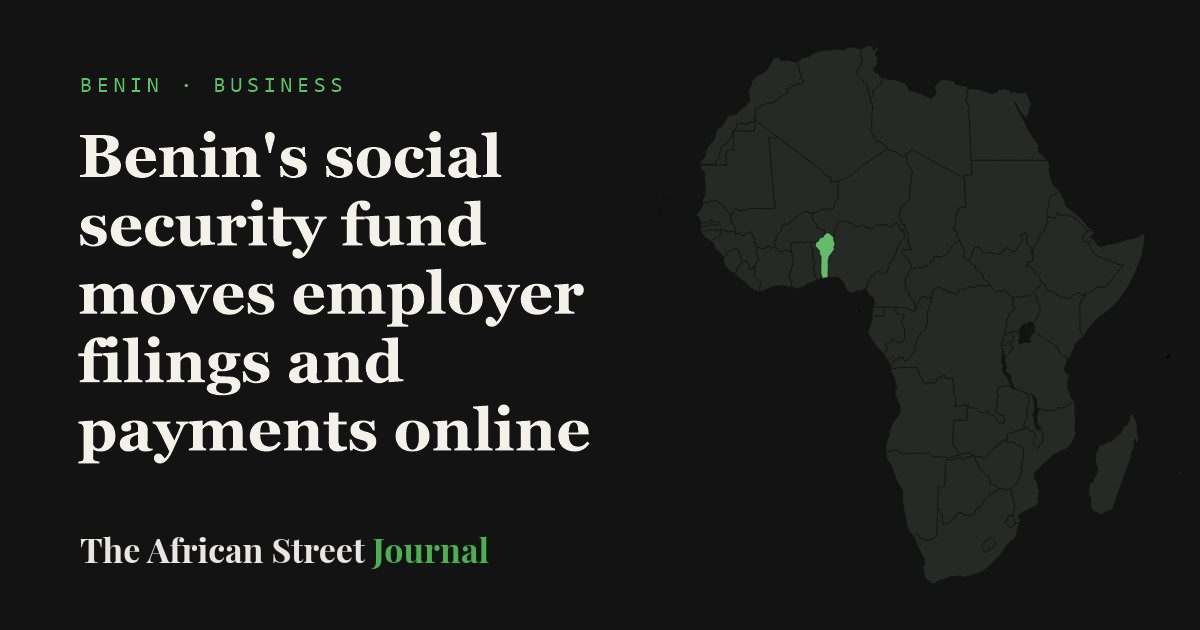 BENIN · BUSINESS
Benin's social
security fund
moves employer
filings and
payments online
The African Street Journal